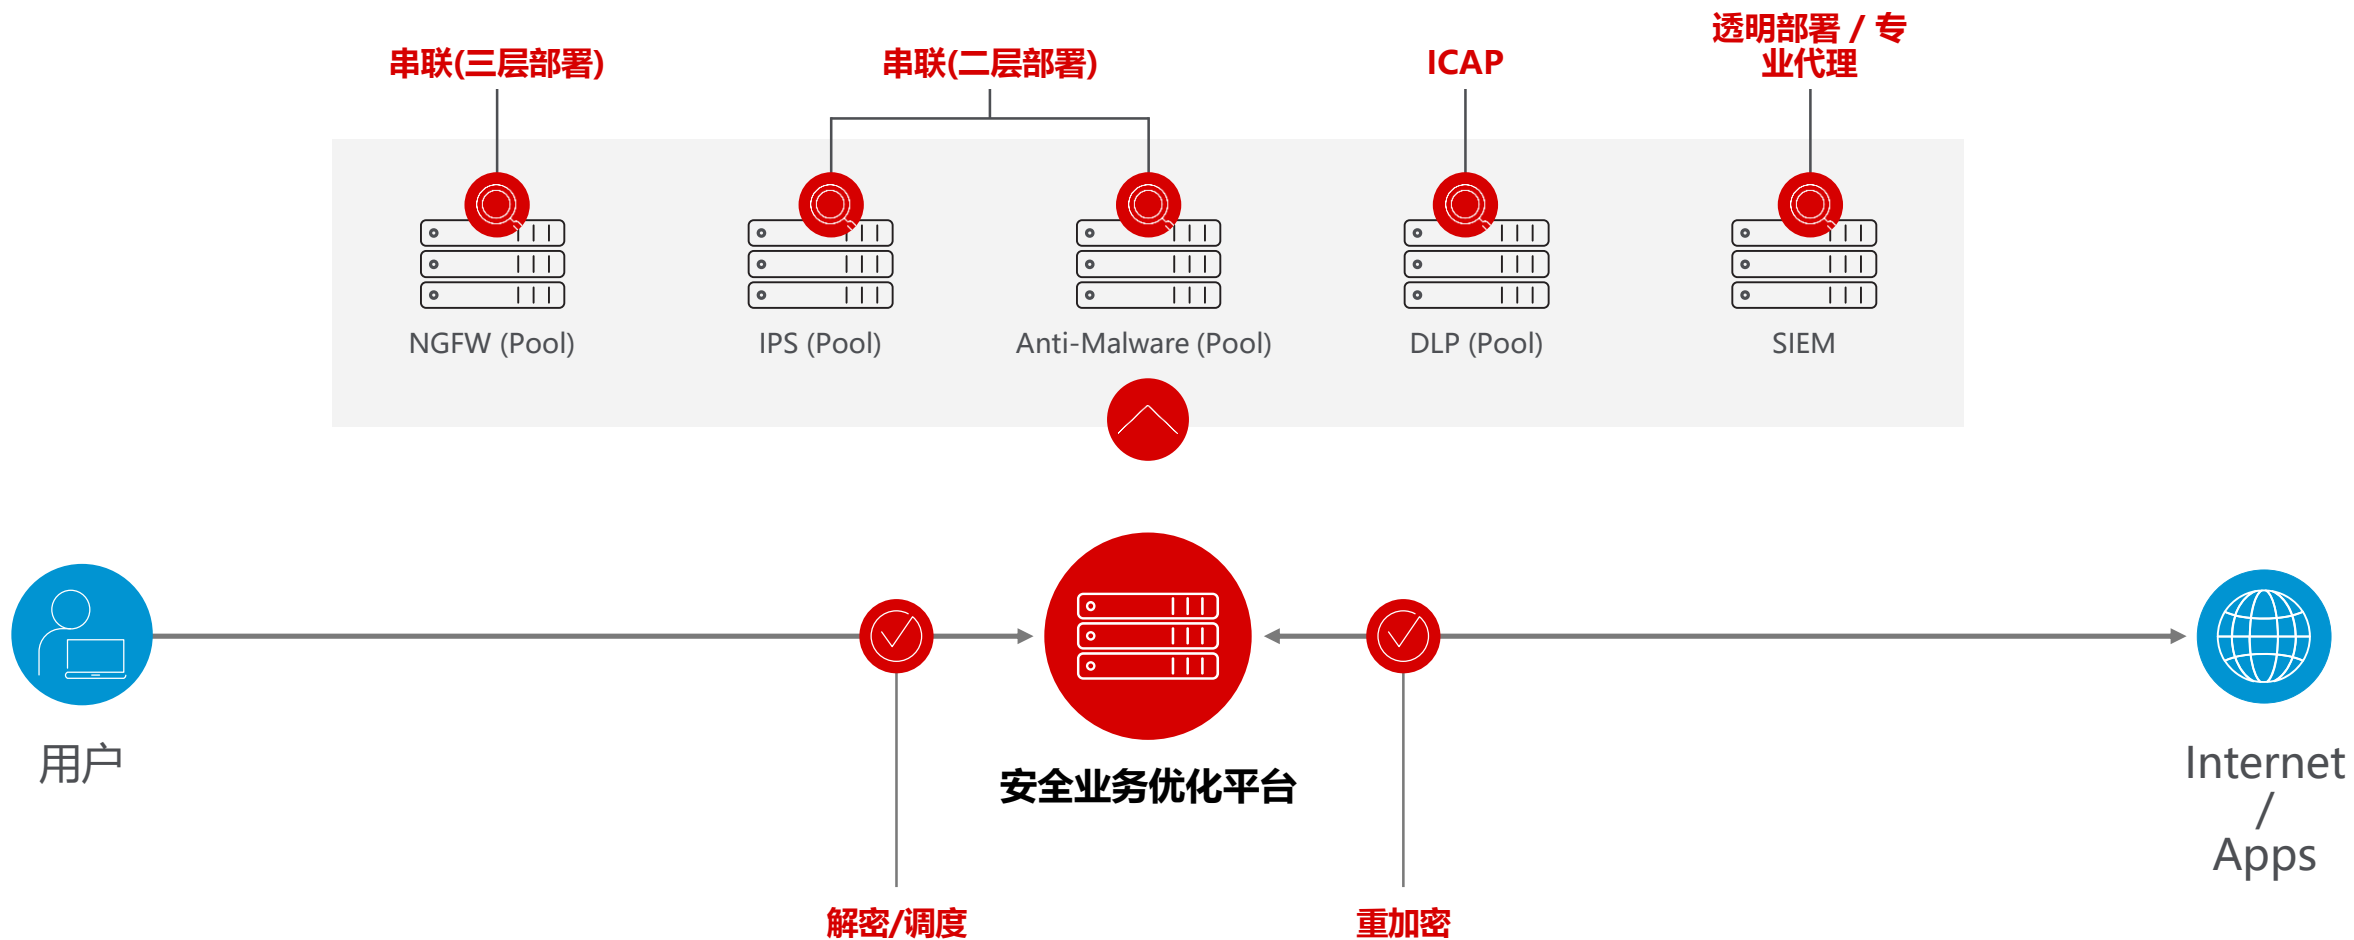 透明部署 / 专
业代理
串联(三层部署)
串联(二层部署)
ICAP
NGFW (Pool)
IPS (Pool)
Anti-Malware (Pool)
DLP (Pool)
SIEM
用户
安全业务优化平台
Internet
/
Apps
解密/调度
重加密